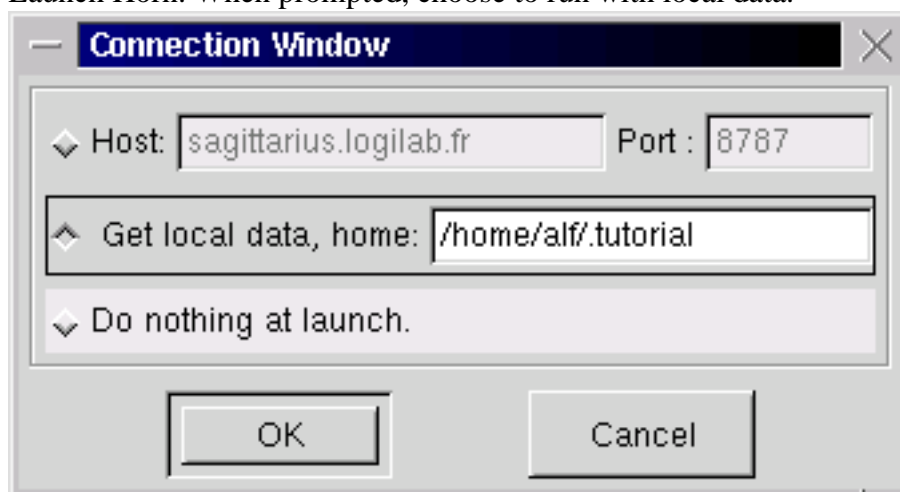 Launch Horn. When prompted, choose to run with local data.
Connection Window
Host: sagittarius.logilab.fr Port : 8787
Get local data, home: /home/alf/.tutorial
Do nothing at launch.
OK Cancel